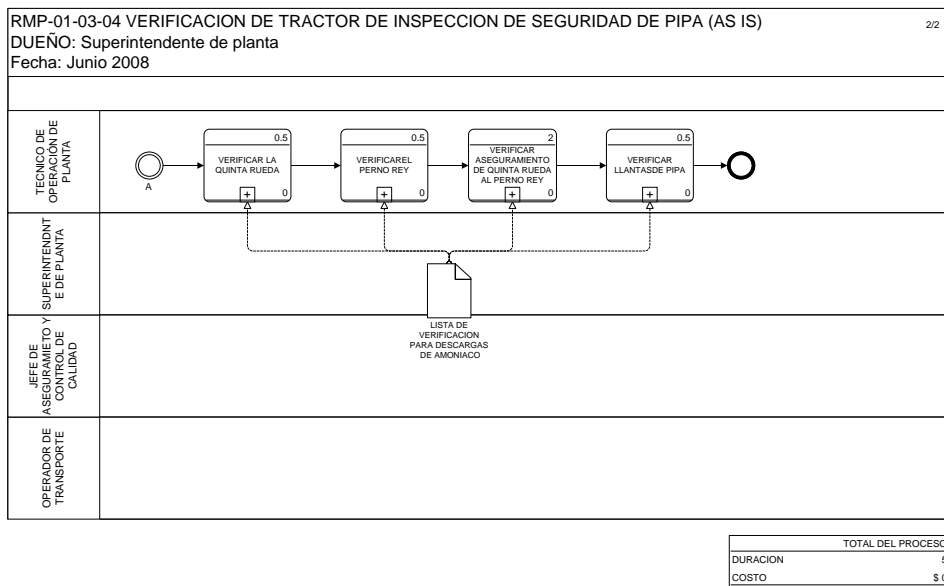 RMP-01-03-04 VERIFICACION DE TRACTOR DE INSPECCION DE SEGURIDAD DE PIPA (AS IS)
2/2
DUEÑO: Superintendente de planta
Fecha: Junio 2008
TECNICO DE
OPERACIÓN DE
PLANTA
A
0.5
VERIFICAR LA
QUINTA RUEDA
0
0.5
VERIFICAREL
PERNO REY
0
2
VERIFICAR
ASEGURAMIENTO
DE QUINTA RUEDA
AL PERNO REY
0
0.5
VERIFICAR
LLANTASDE PIPA
0
SUPERINTENDNT
E DE PLANTA
LISTA DE
VERIFICACION
PARA DESCARGAS
DE AMONIACO
JEFE DE
ASEGURAMIETO Y
CONTROL DE
CALIDAD
OPERADOR DE
TRANSPORTE
TOTAL DEL PROCESO
DURACION
COSTO $